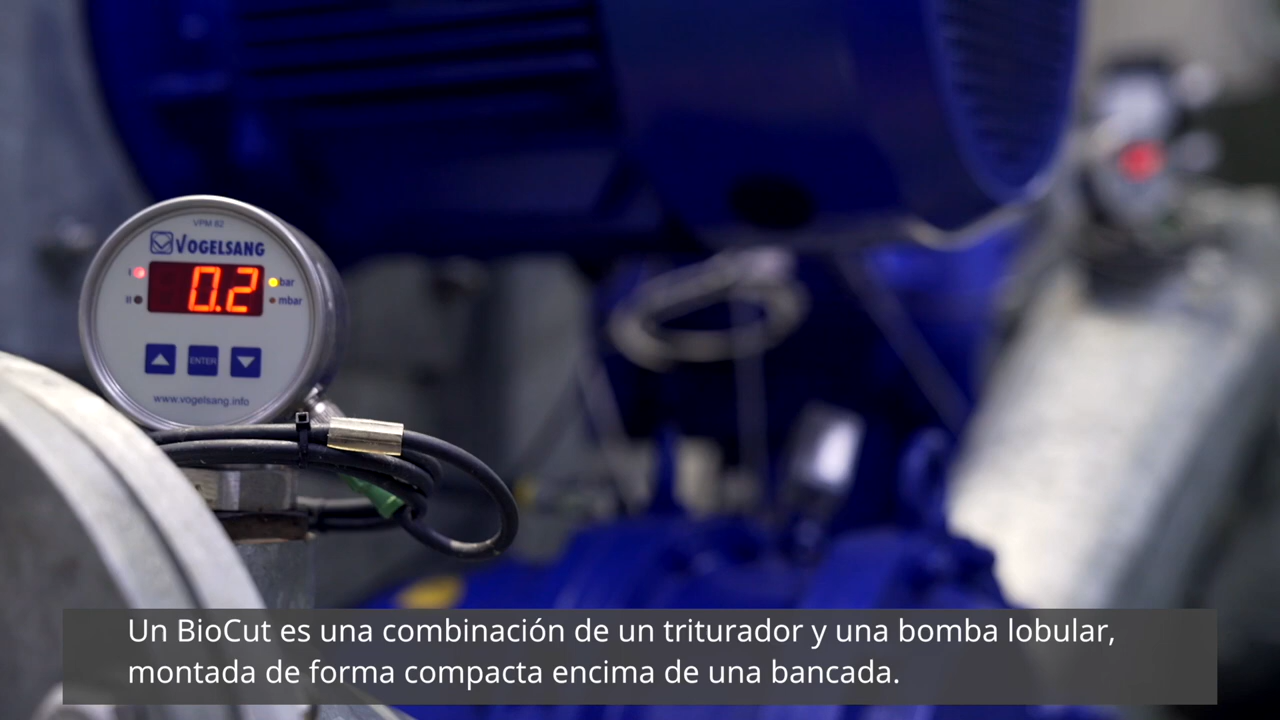 VPM 82
VOGELSANG
I
0.2
bar
II
mbar
ENTER
www.vogelsang.info
Un BioCut es una combinación de un triturador y una bomba lobular,
montada de forma compacta encima de una bancada.